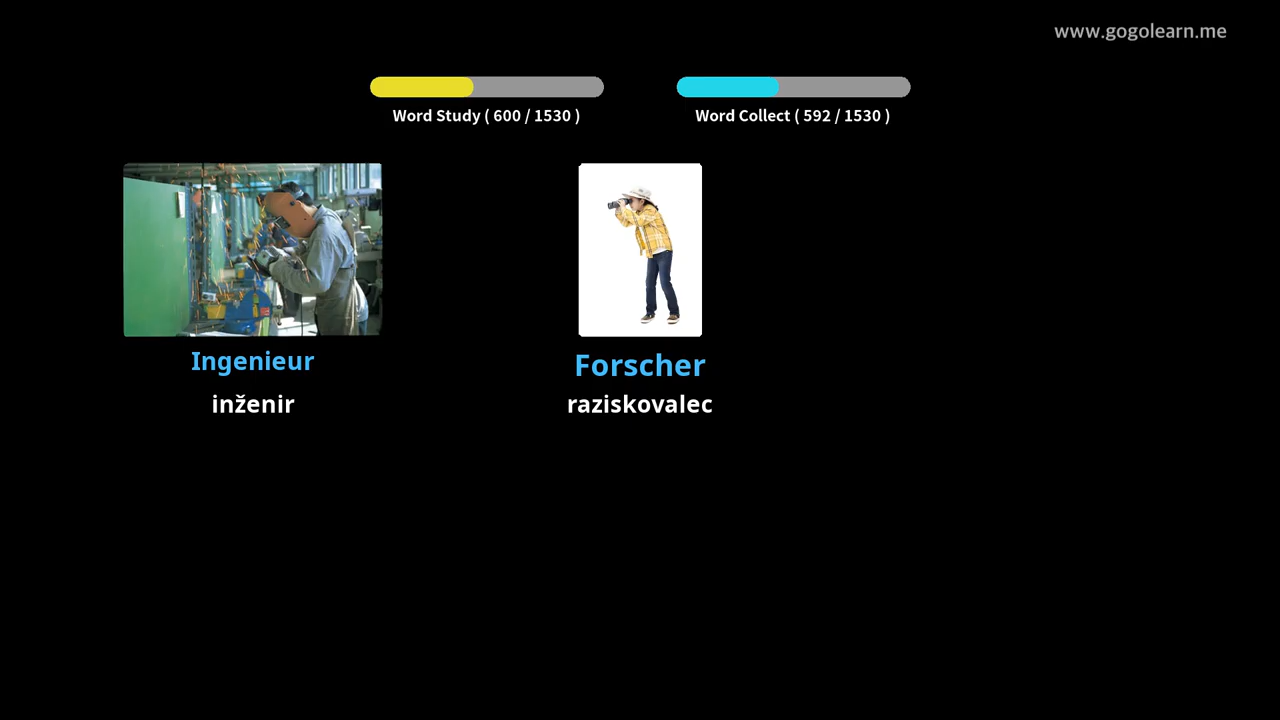 www.gogolearn.me
Word Study ( 600 / 1530 )
Word Collect ( 592 / 1530 )
Ingenieur
inženir
Forscher
raziskovalec